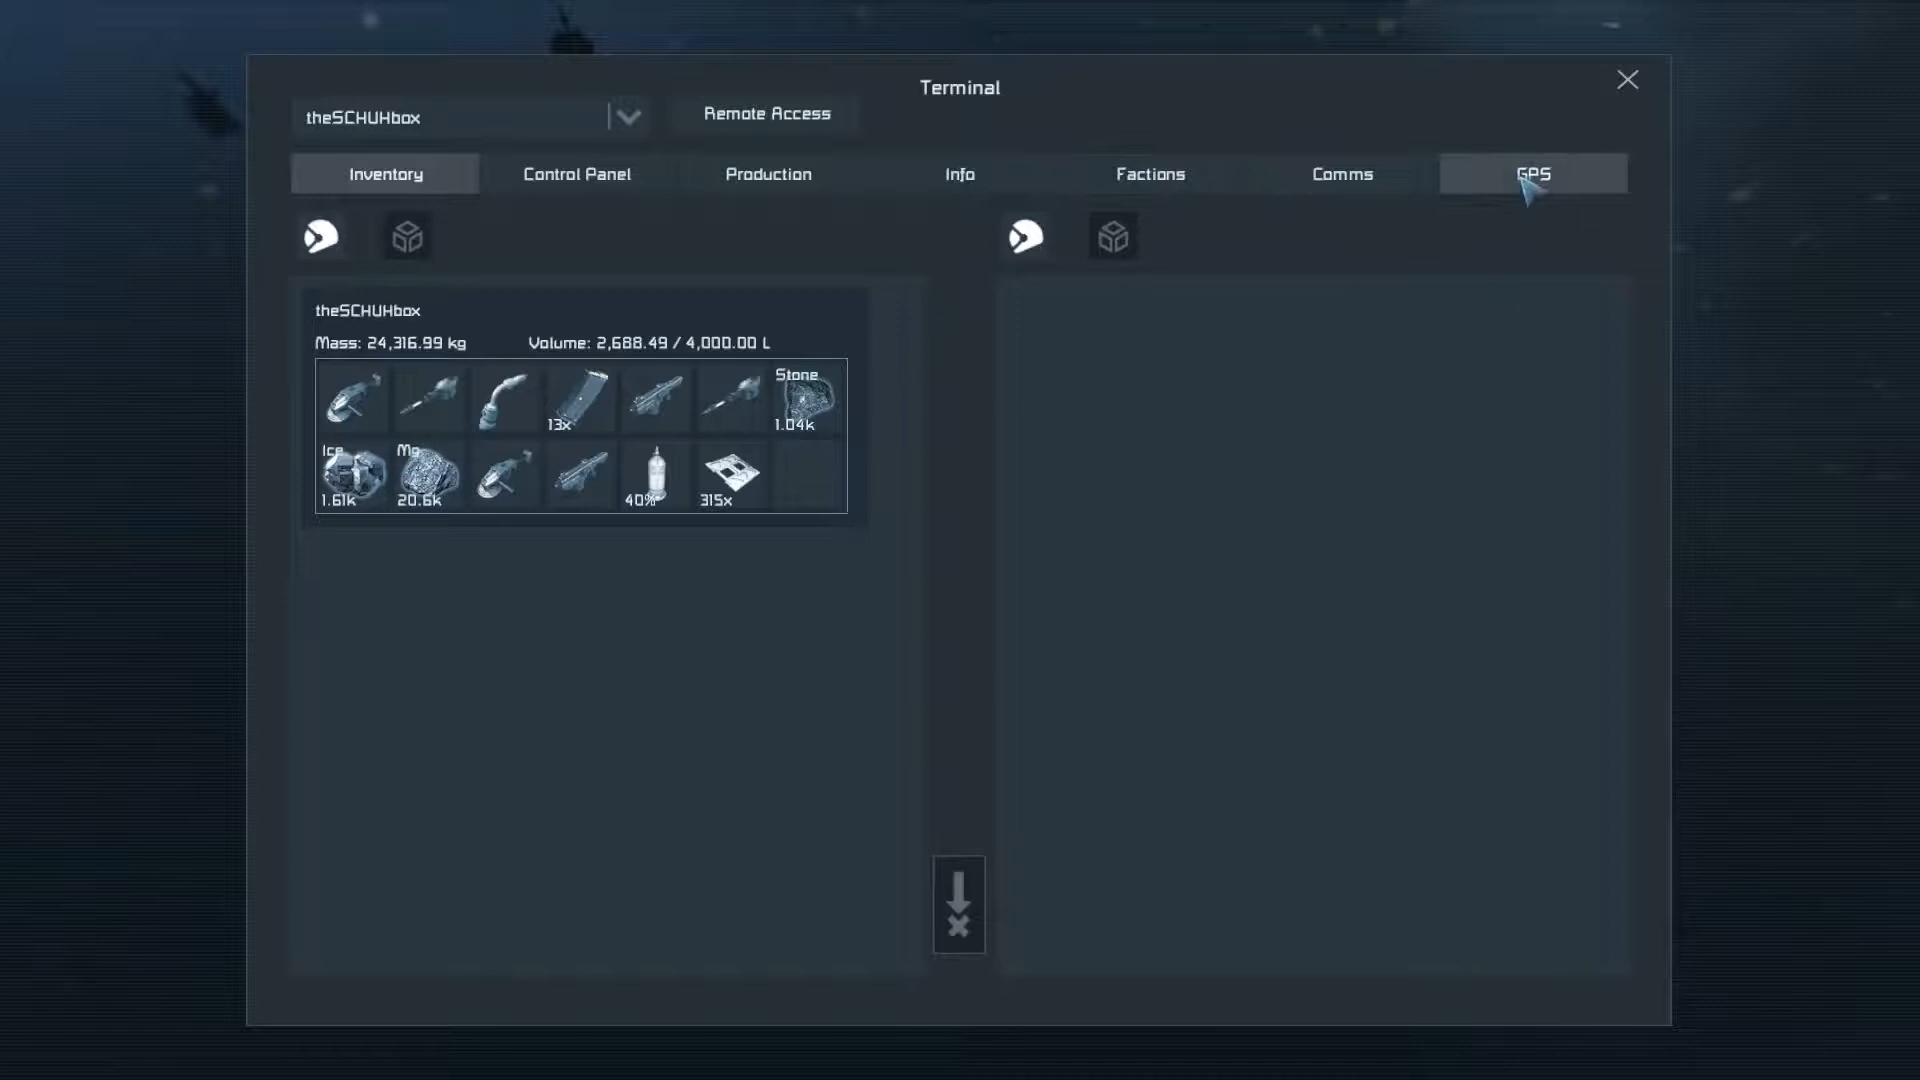 Terminal
theSCHUHbox
Remote Access
Inventory
Control Panel
Production
Info
Factions
Comms
GPS
theSCHUHbox
Mass: 24,316.99 kg
Volume: 2,688.49 / 4,000.00 L
Stone
13x
1.04k
Ice
Mg
1.61k
20.6k
40%
315x